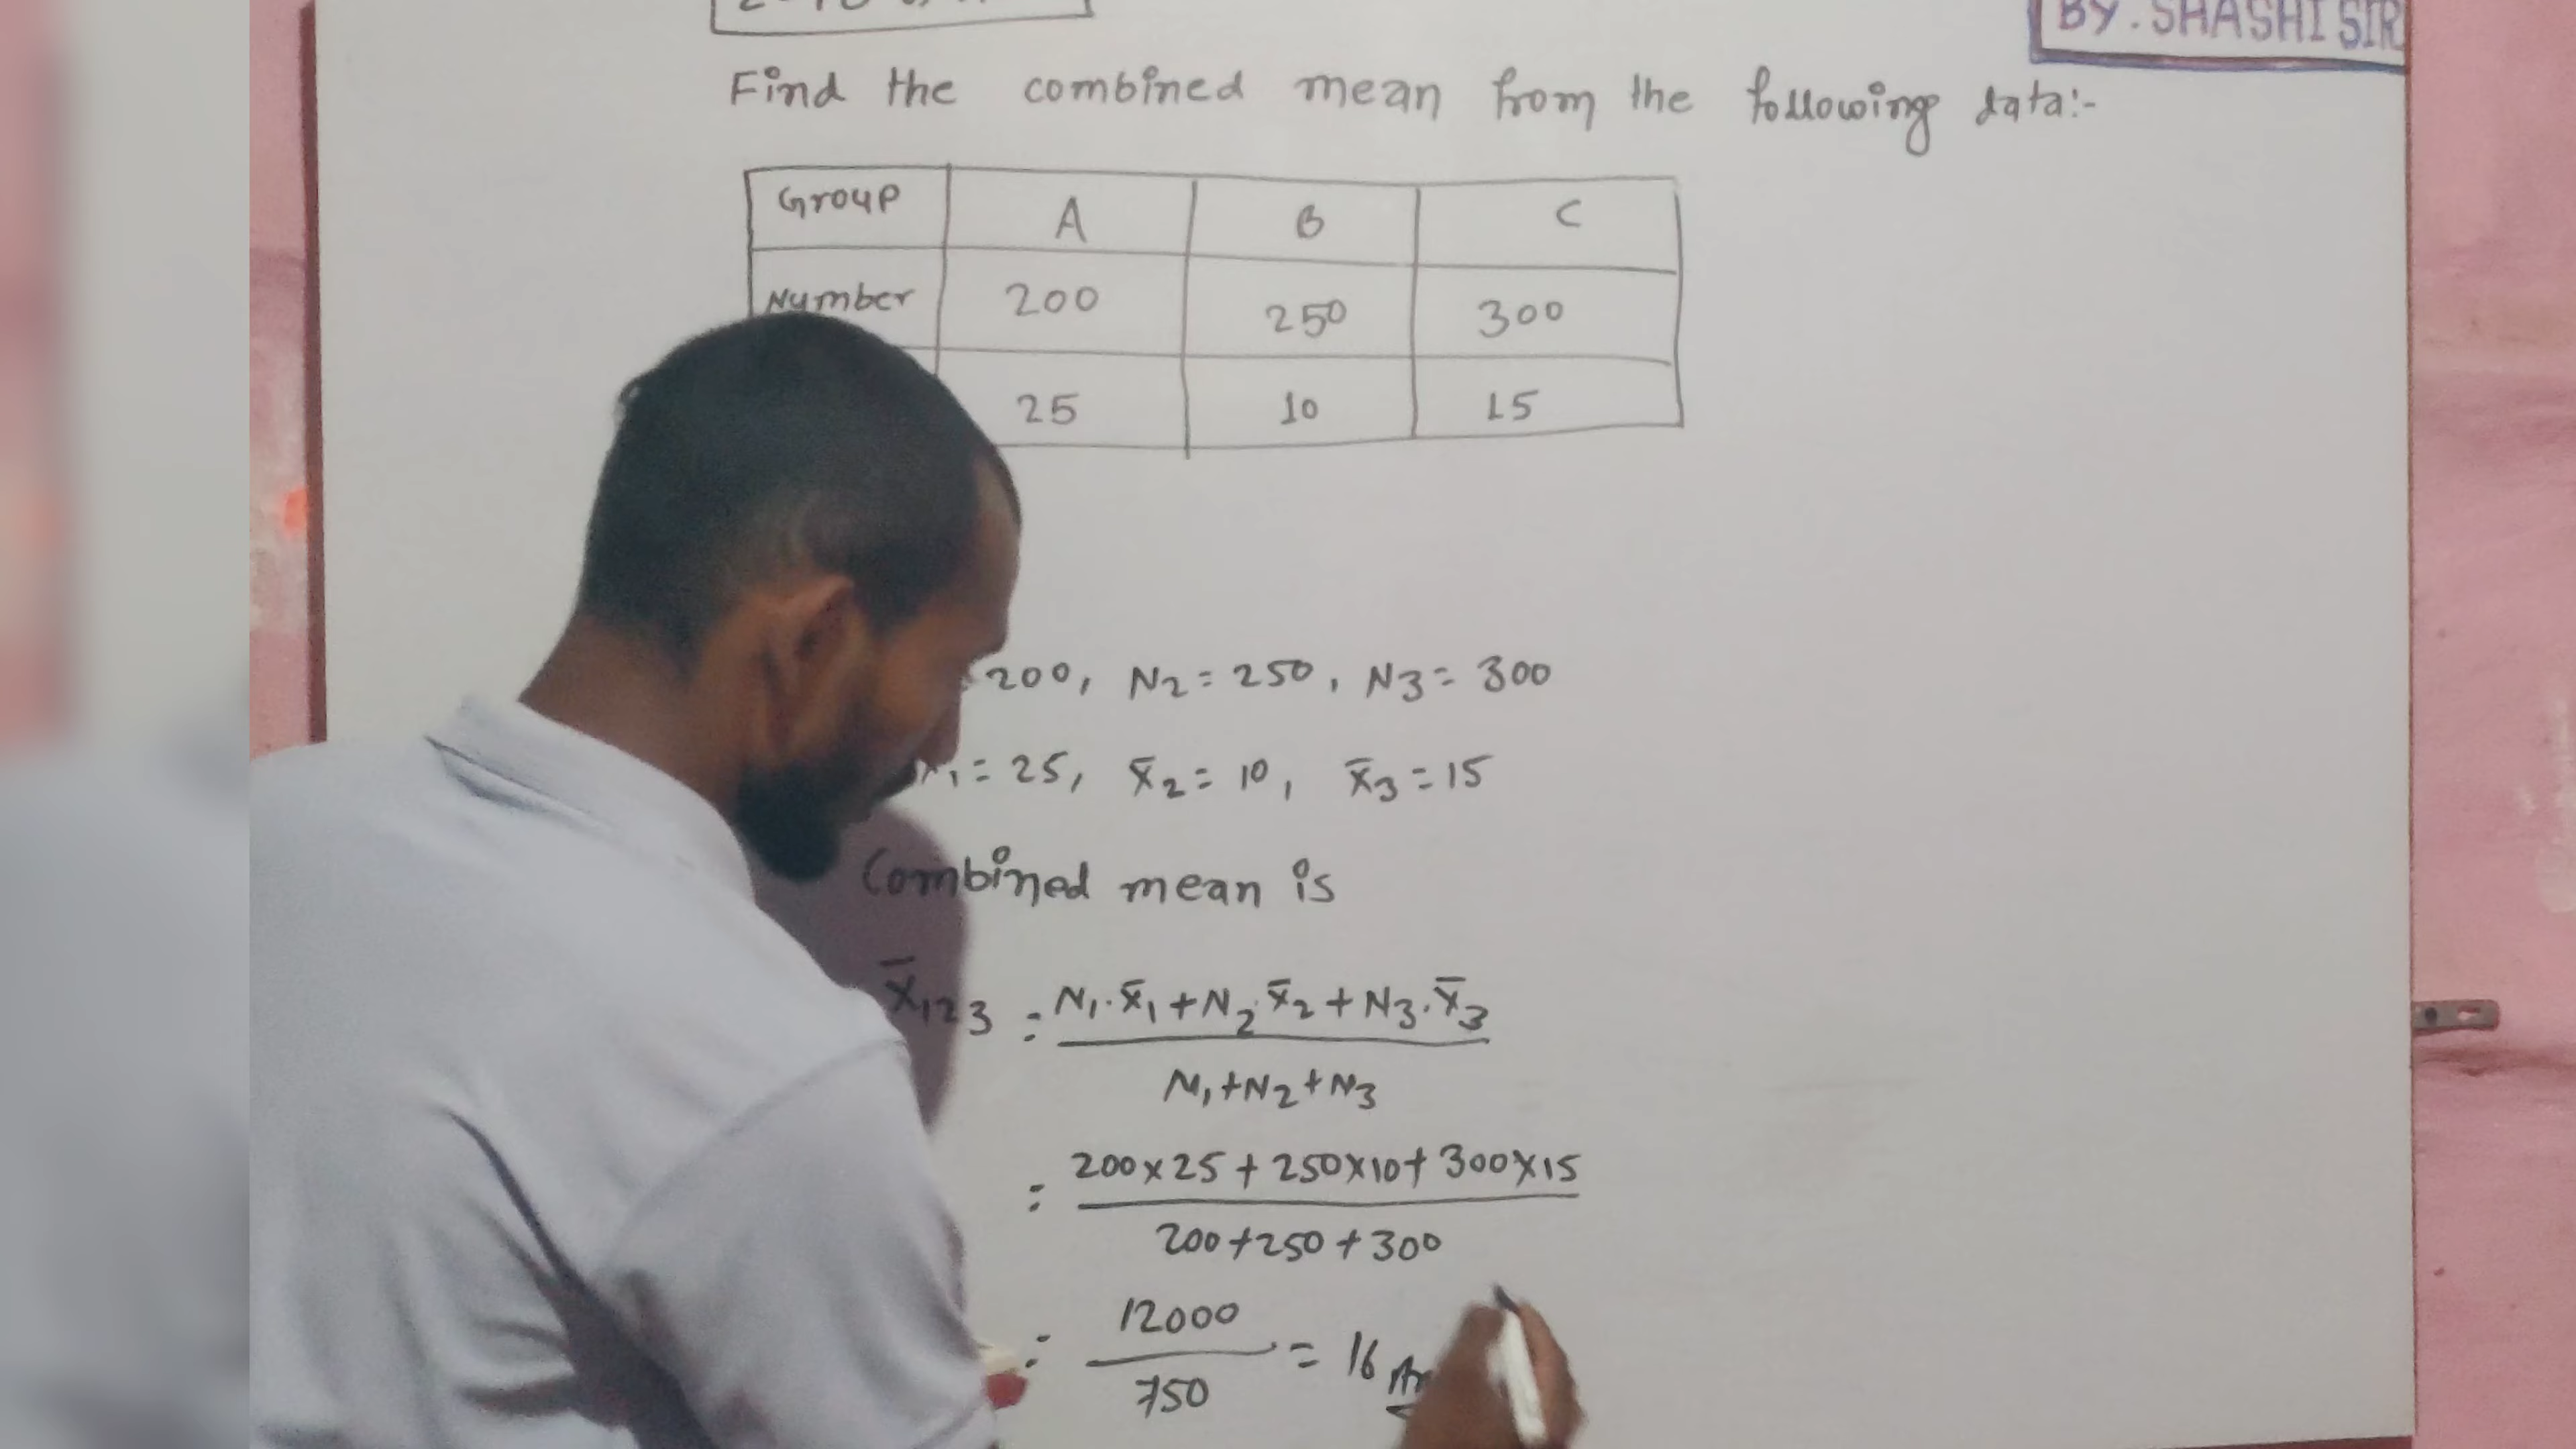 BY. SHASHI SIR
Find the combined mean from the following data:-
Group A B C
Number 200 250 300
25 10 15
200, N2 = 250, N3 = 300
x̄1 = 25, x̄2 = 10, x̄3 = 15
Combined mean is
x̄123 = N1.x̄1 + N2.x̄2 + N3.x̄3
N1+N2+N3
= 200×25 + 250×10 + 300×15
200+250+300
= 12000
750
= 16